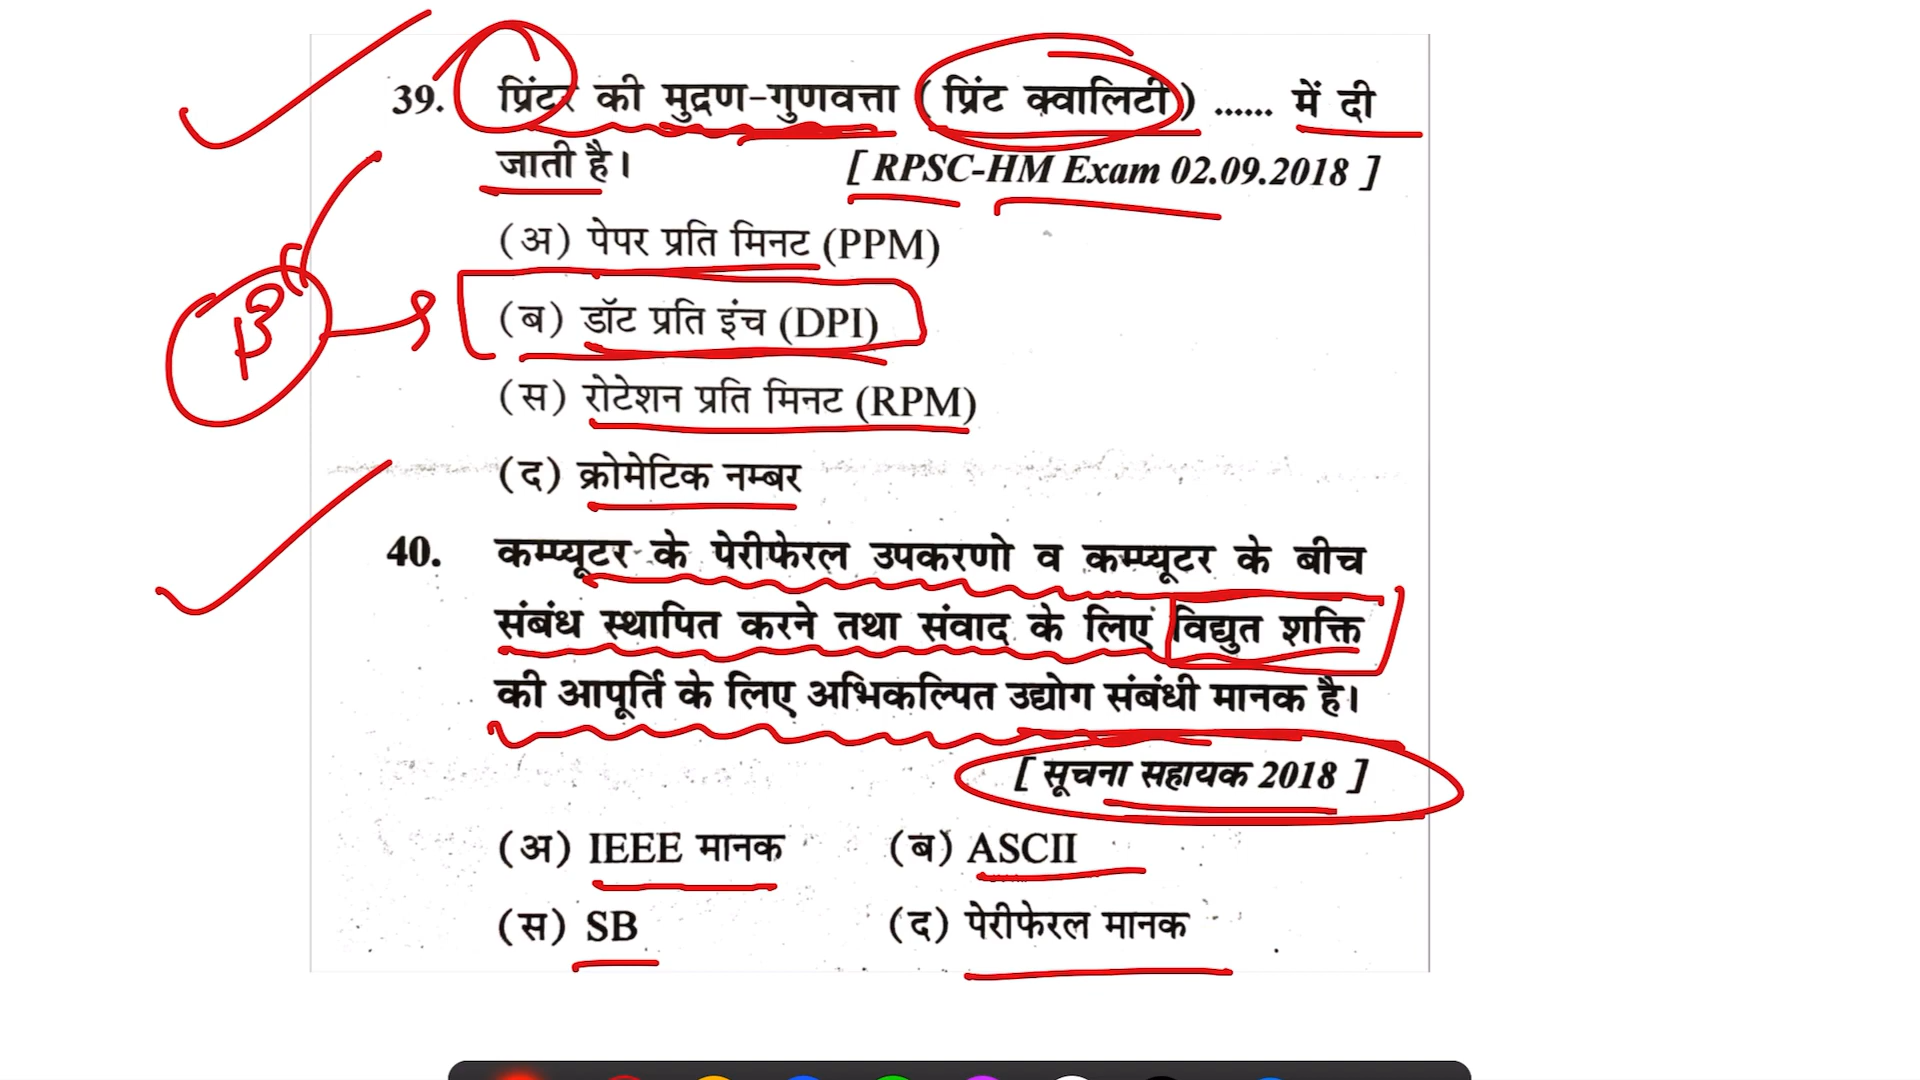 39. प्रिंटर की मुद्रण-गुणवत्ता (प्रिंट क्वालिटी) ...... में दी
जाती है।
[ RPSC-HM Exam 02.09.2018 ]
(अ) पेपर प्रति मिनट (PPM)
(ब) डॉट प्रति इंच (DPI)
(स) रोटेशन प्रति मिनट (RPM)
(द) क्रोमेटिक नम्बर
40. कम्प्यूटर के पेरीफेरल उपकरणो व कम्प्यूटर के बीच
संबंध स्थापित करने तथा संवाद के लिए विद्युत शक्ति
की आपूर्ति के लिए अभिकल्पित उद्योग संबंधी मानक है।
[ सूचना सहायक 2018 ]
(अ) IEEE मानक (ब) ASCII
(स) SB (द) पेरीफेरल मानक